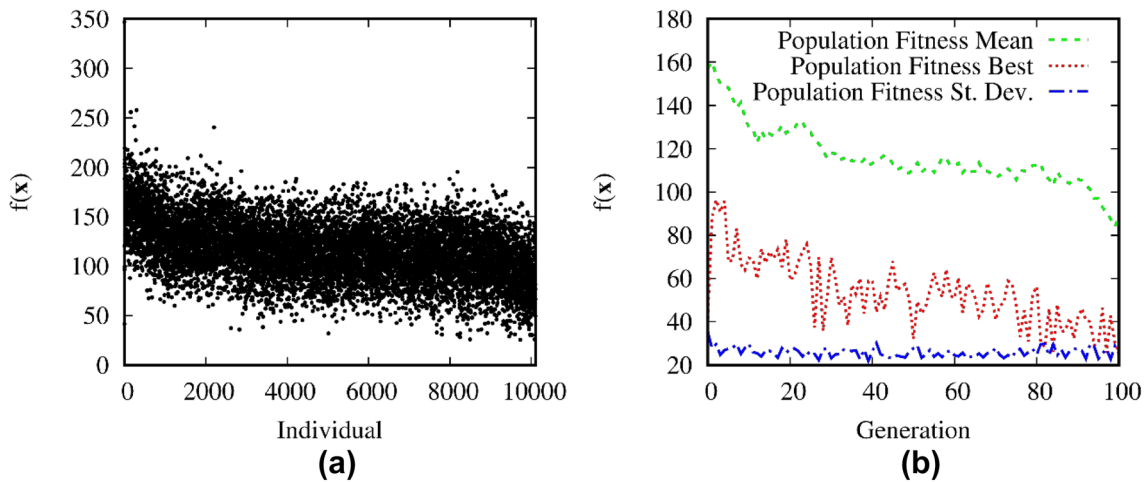 350
300
250
200
150
100
50
0
f(x)
0 2000 4000 6000 8000 10000
Individual
(a)
180
160
140
120
100
80
60
40
20
f(x)
Population Fitness Mean
Population Fitness Best
Population Fitness St. Dev.
0 20 40 60 80 100
Generation
(b)